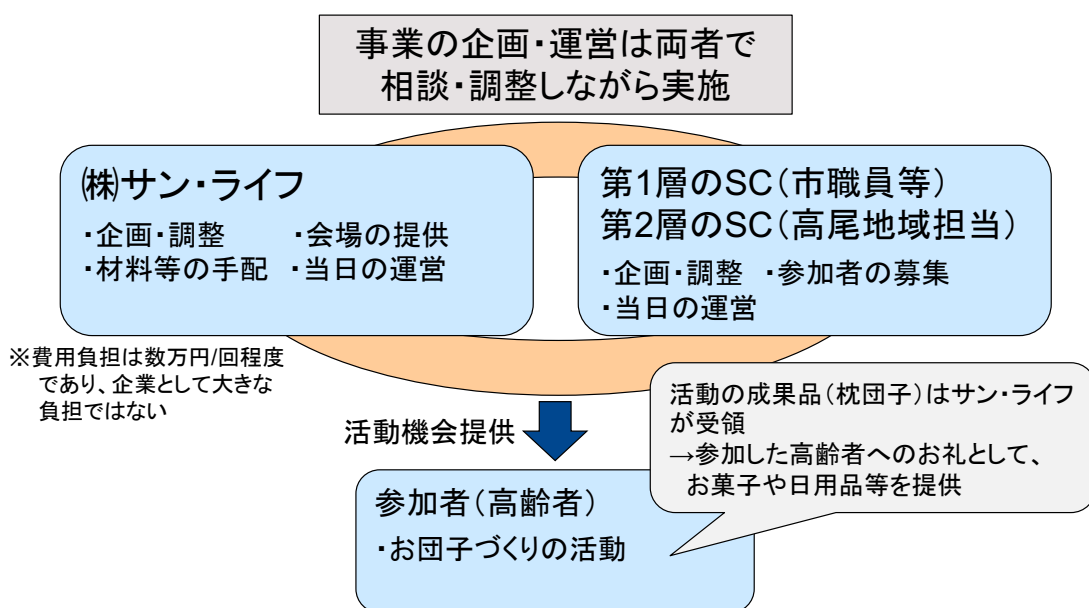 事業の企画・運営は両者で
相談・調整しながら実施
㈱サン・ライフ
・企画・調整　・会場の提供
・材料等の手配　・当日の運営
第1層のSC（市職員等）
第2層のSC（高尾地域担当）
・企画・調整　・参加者の募集
・当日の運営
※費用負担は数万円/回程度
であり、企業として大きな
負担ではない
活動機会提供
活動の成果品（枕団子）はサン・ライフ
が受領
→参加した高齢者へのお礼として、
お菓子や日用品等を提供
参加者（高齢者）
・お団子づくりの活動